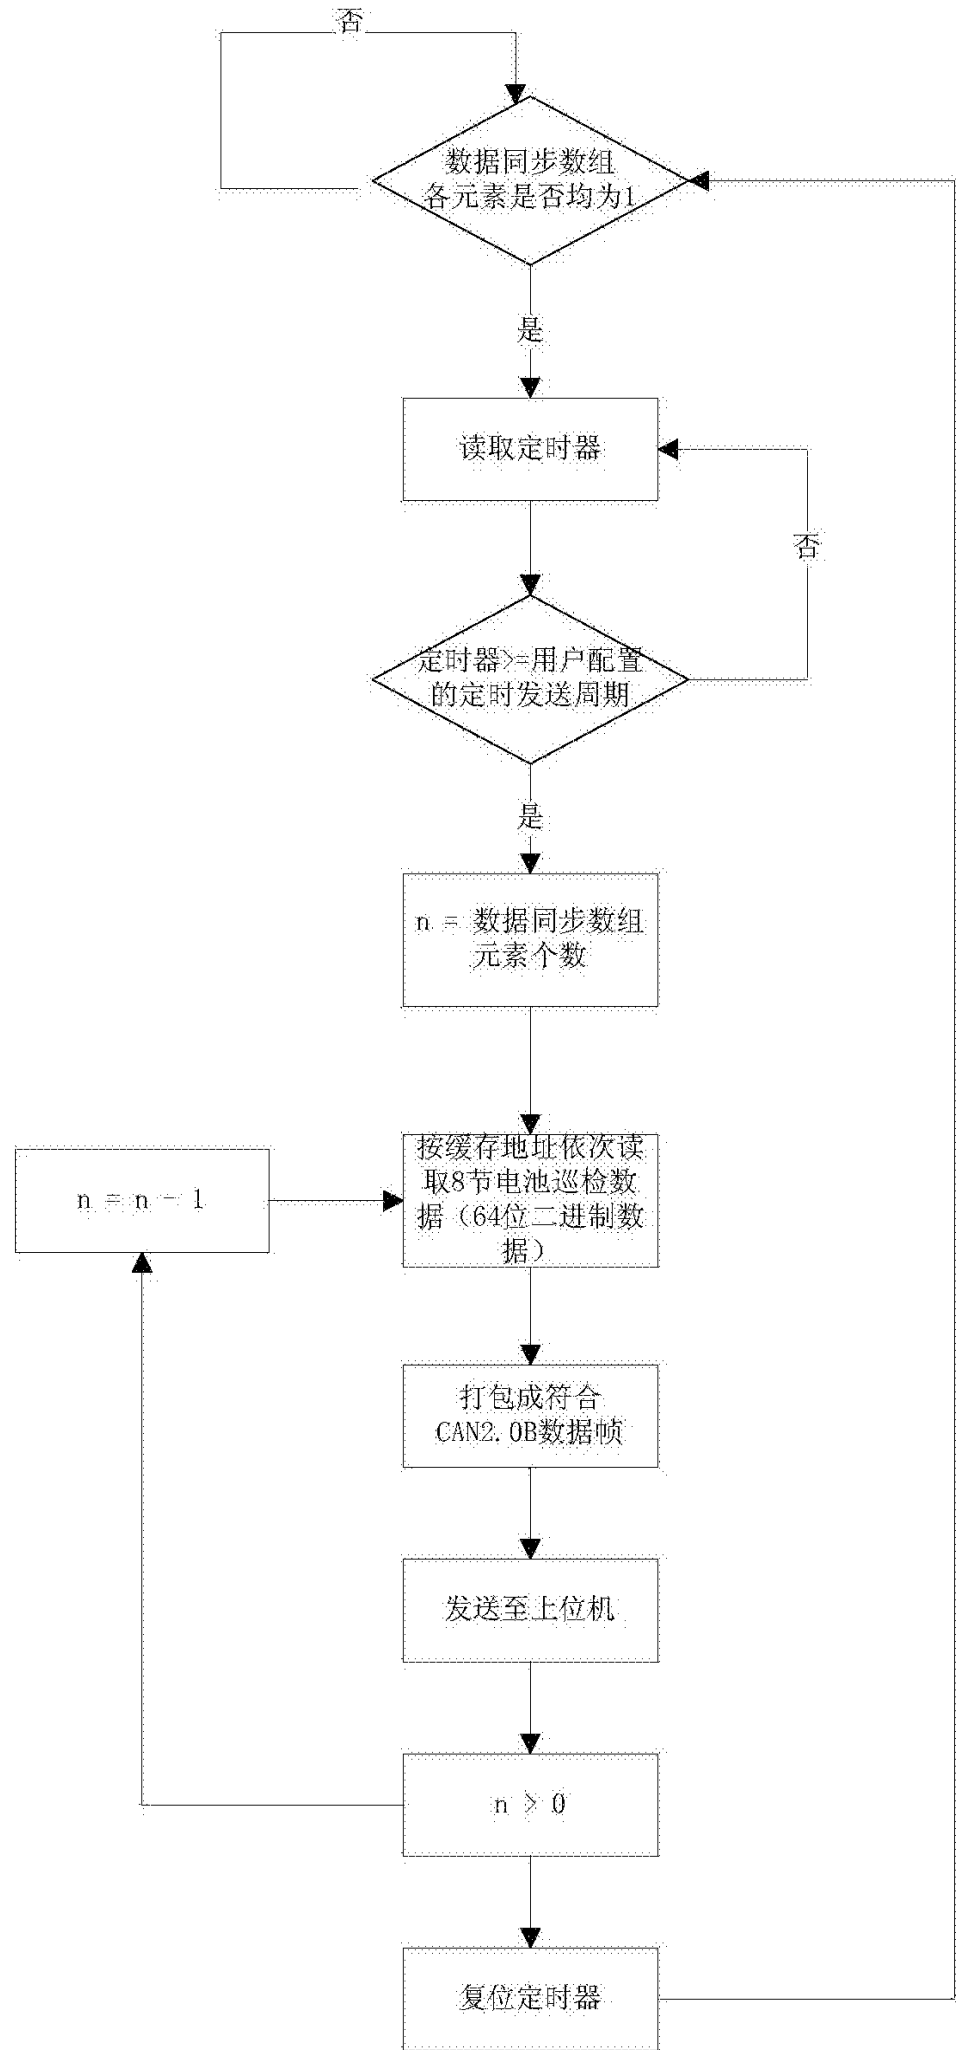 否
数据同步数组
各元素是否均为1
是
读取定时器
否
定时器>=用户配置
的定时发送周期
是
n = 数据同步数组
元素个数
按缓存地址依次读
取8节电池巡检数
据（64位二进制数
据）
n = n - 1
打包成符合
CAN2.0B数据帧
发送至上位机
n > 0
复位定时器